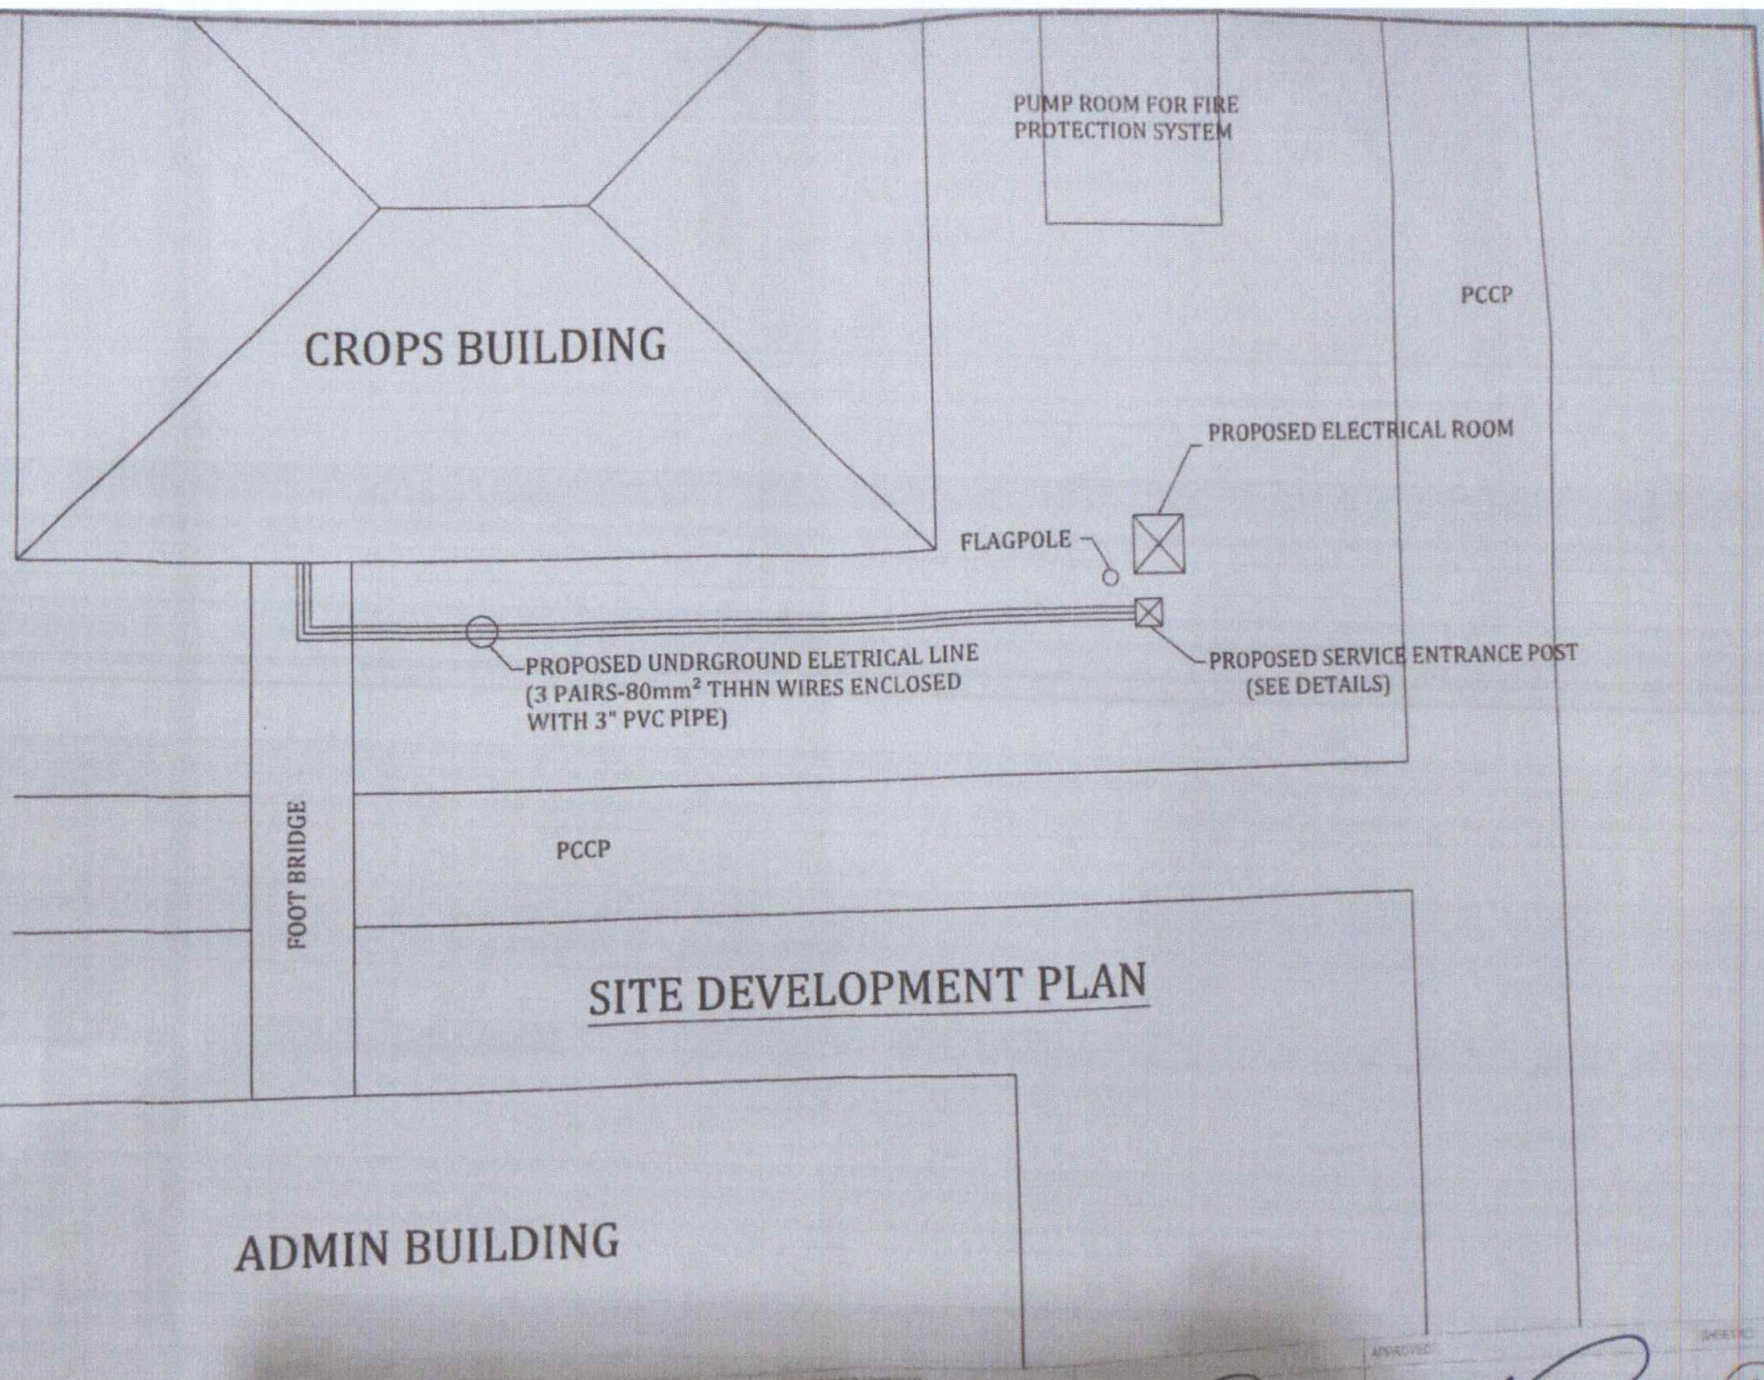 PUMP ROOM FOR FIRE
PROTECTION SYSTEM
PCCP
CROPS BUILDING
PROPOSED ELECTRICAL ROOM
FLAGPOLE
PROPOSED UNDRGROUND ELETRICAL LINE
(3 PAIRS-80mm² THHN WIRES ENCLOSED
WITH 3" PVC PIPE)
PROPOSED SERVICE ENTRANCE POST
(SEE DETAILS)
FOOT BRIDGE
PCCP
SITE DEVELOPMENT PLAN
ADMIN BUILDING
APPROVED: